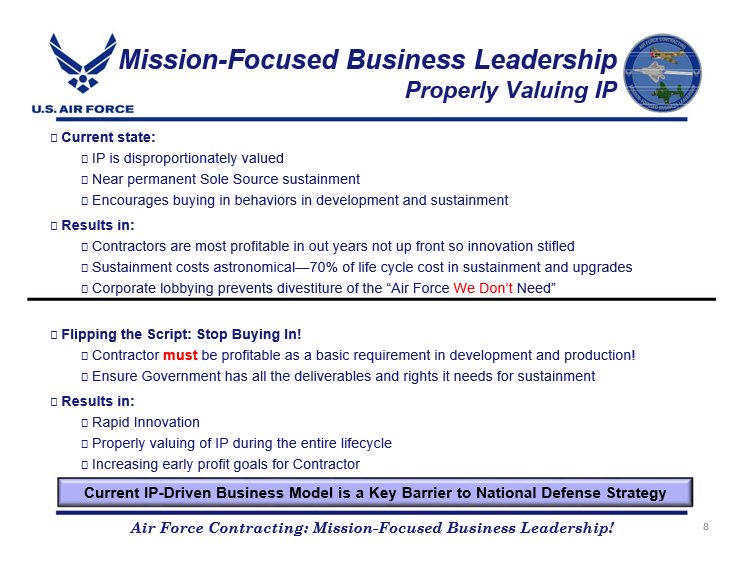 Mission-Focused Business Leadership
Properly Valuing IP
U.S. AIR FORCE
AIR FORCE CONTRACTING
MISSION FOCUSED BUSINESS LEADERSHIP
Current state:
IP is disproportionately valued
Near permanent Sole Source sustainment
Encourages buying in behaviors in development and sustainment
Results in:
Contractors are most profitable in out years not up front so innovation stifled
Sustainment costs astronomical—70% of life cycle cost in sustainment and upgrades
Corporate lobbying prevents divestiture of the “Air Force We Don’t Need”
Flipping the Script: Stop Buying In!
Contractor must be profitable as a basic requirement in development and production!
Ensure Government has all the deliverables and rights it needs for sustainment
Results in:
Rapid Innovation
Properly valuing of IP during the entire lifecycle
Increasing early profit goals for Contractor
Current IP-Driven Business Model is a Key Barrier to National Defense Strategy
Air Force Contracting: Mission-Focused Business Leadership!
8